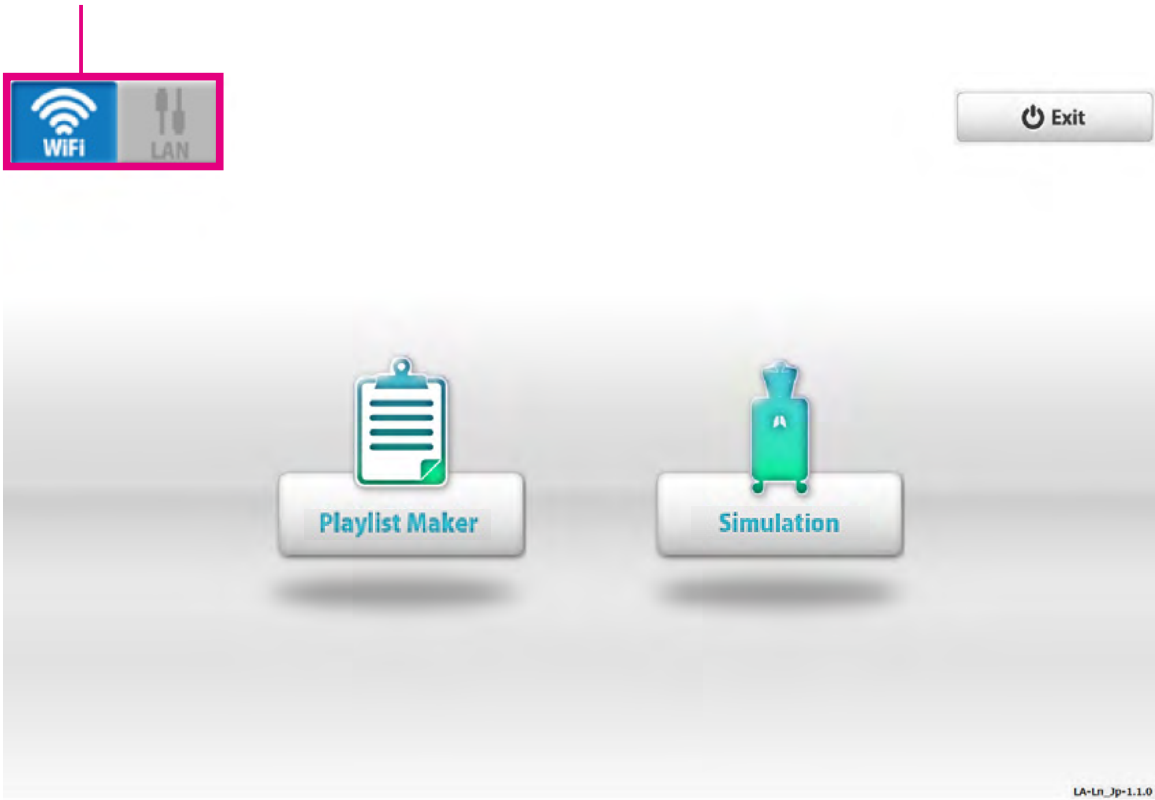 WiFi
LAN
Exit
Playlist Maker
Simulation
LA-Ln_Jp-1.1.0